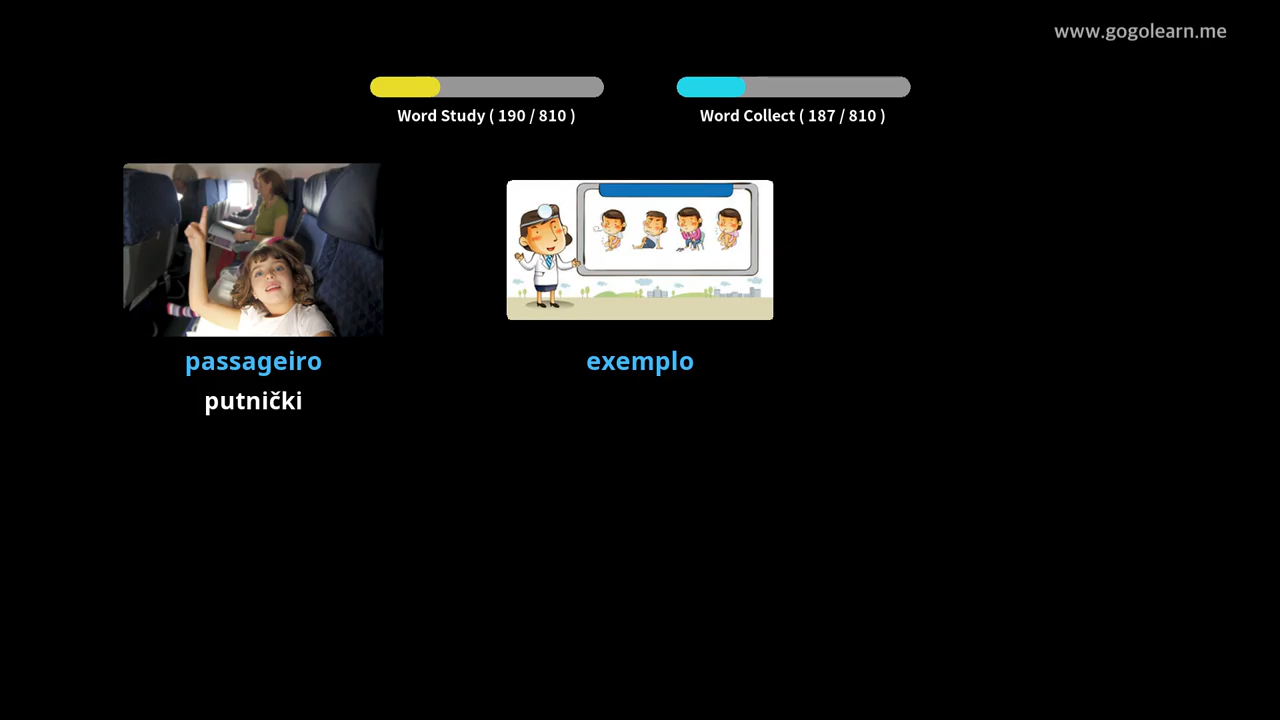 www.gogolearn.me
Word Study ( 190 / 810 )
Word Collect ( 187 / 810 )
passageiro
putnički
exemplo